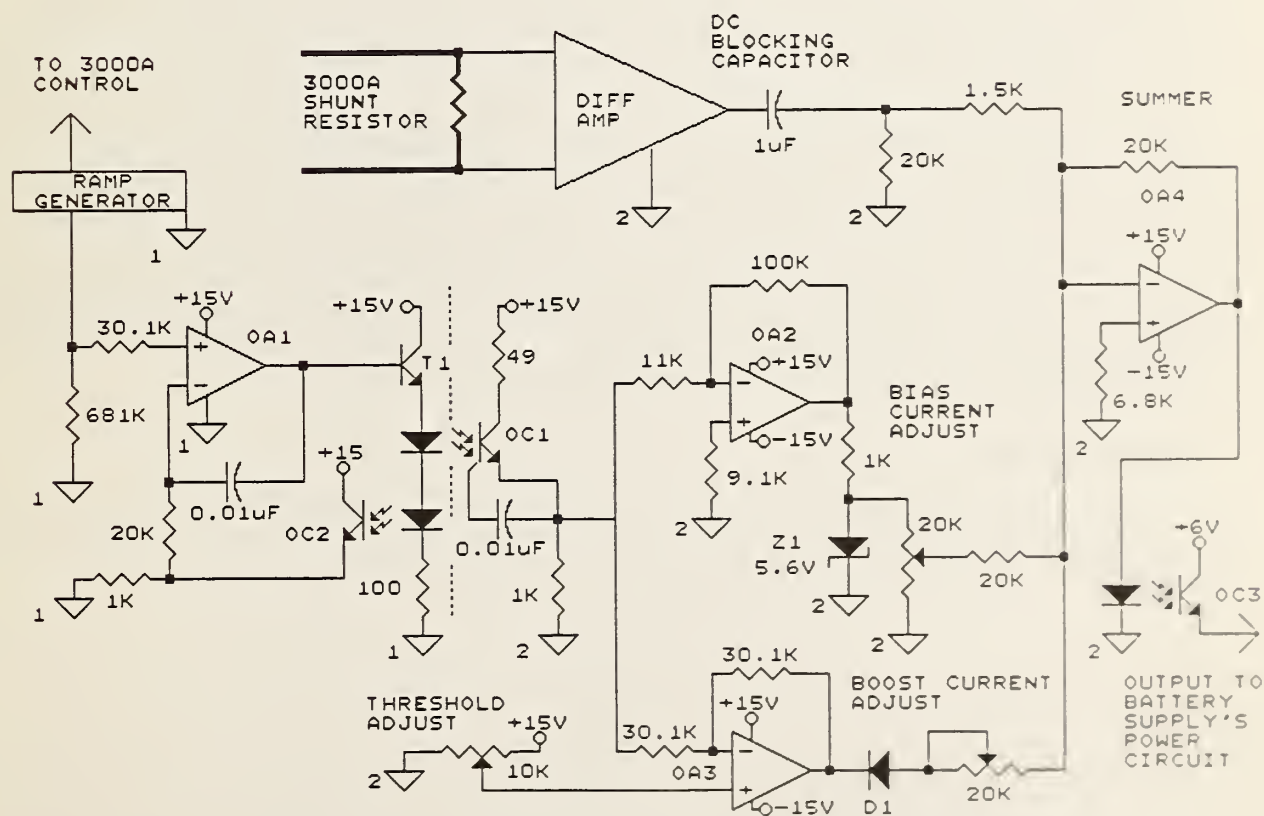 TO 3000A
CONTROL
RAMP
GENERATOR
1
3000A
SHUNT
RESISTOR
DIFF
AMP
2
DC
BLOCKING
CAPACITOR
1uF
20K
2
1.5K
SUMMER
20K
OA4
+15V
-15V
6.8K
2
30.1K
+15V
OA1
1
681K
1
0.01uF
20K
1K
1
+15V
T1
+15
OC2
100
1
+15V
49
OC1
0.01uF
1K
2
100K
11K
OA2
+15V
-15V
9.1K
2
BIAS
CURRENT
ADJUST
1K
Z1
5.6V
2
20K
2
20K
+6V
OC3
2
OUTPUT TO
BATTERY
SUPPLY'S
POWER
CIRCUIT
THRESHOLD
ADJUST
+15V
2
10K
30.1K
30.1K
+15V
OA3
-15V
D1
BOOST CURRENT
ADJUST
20K